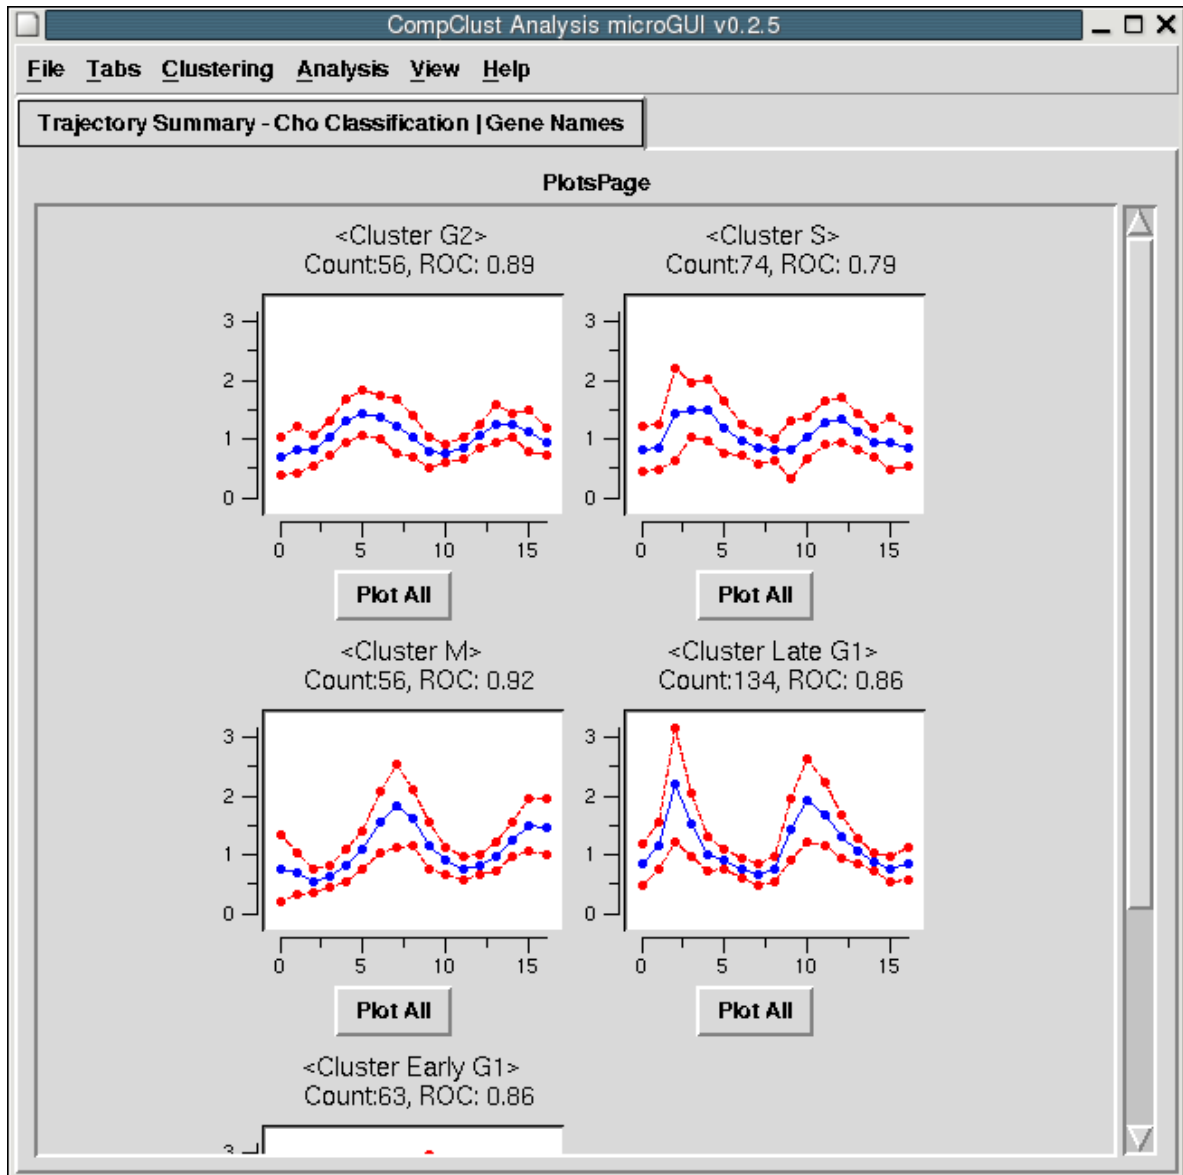 CompClust Analysis microGUI v0.2.5
File Tabs Clustering Analysis View Help
Trajectory Summary - Cho Classification | Gene Names
PlotsPage
<Cluster G2>
Count:56, ROC: 0.89
3
2
1
0
0 5 10 15
Plot All
<Cluster S>
Count:74, ROC: 0.79
3
2
1
0
0 5 10 15
Plot All
<Cluster M>
Count:56, ROC: 0.92
3
2
1
0
0 5 10 15
Plot All
<Cluster Late G1>
Count:134, ROC: 0.86
3
2
1
0
0 5 10 15
Plot All
<Cluster Early G1>
Count:63, ROC: 0.86
3